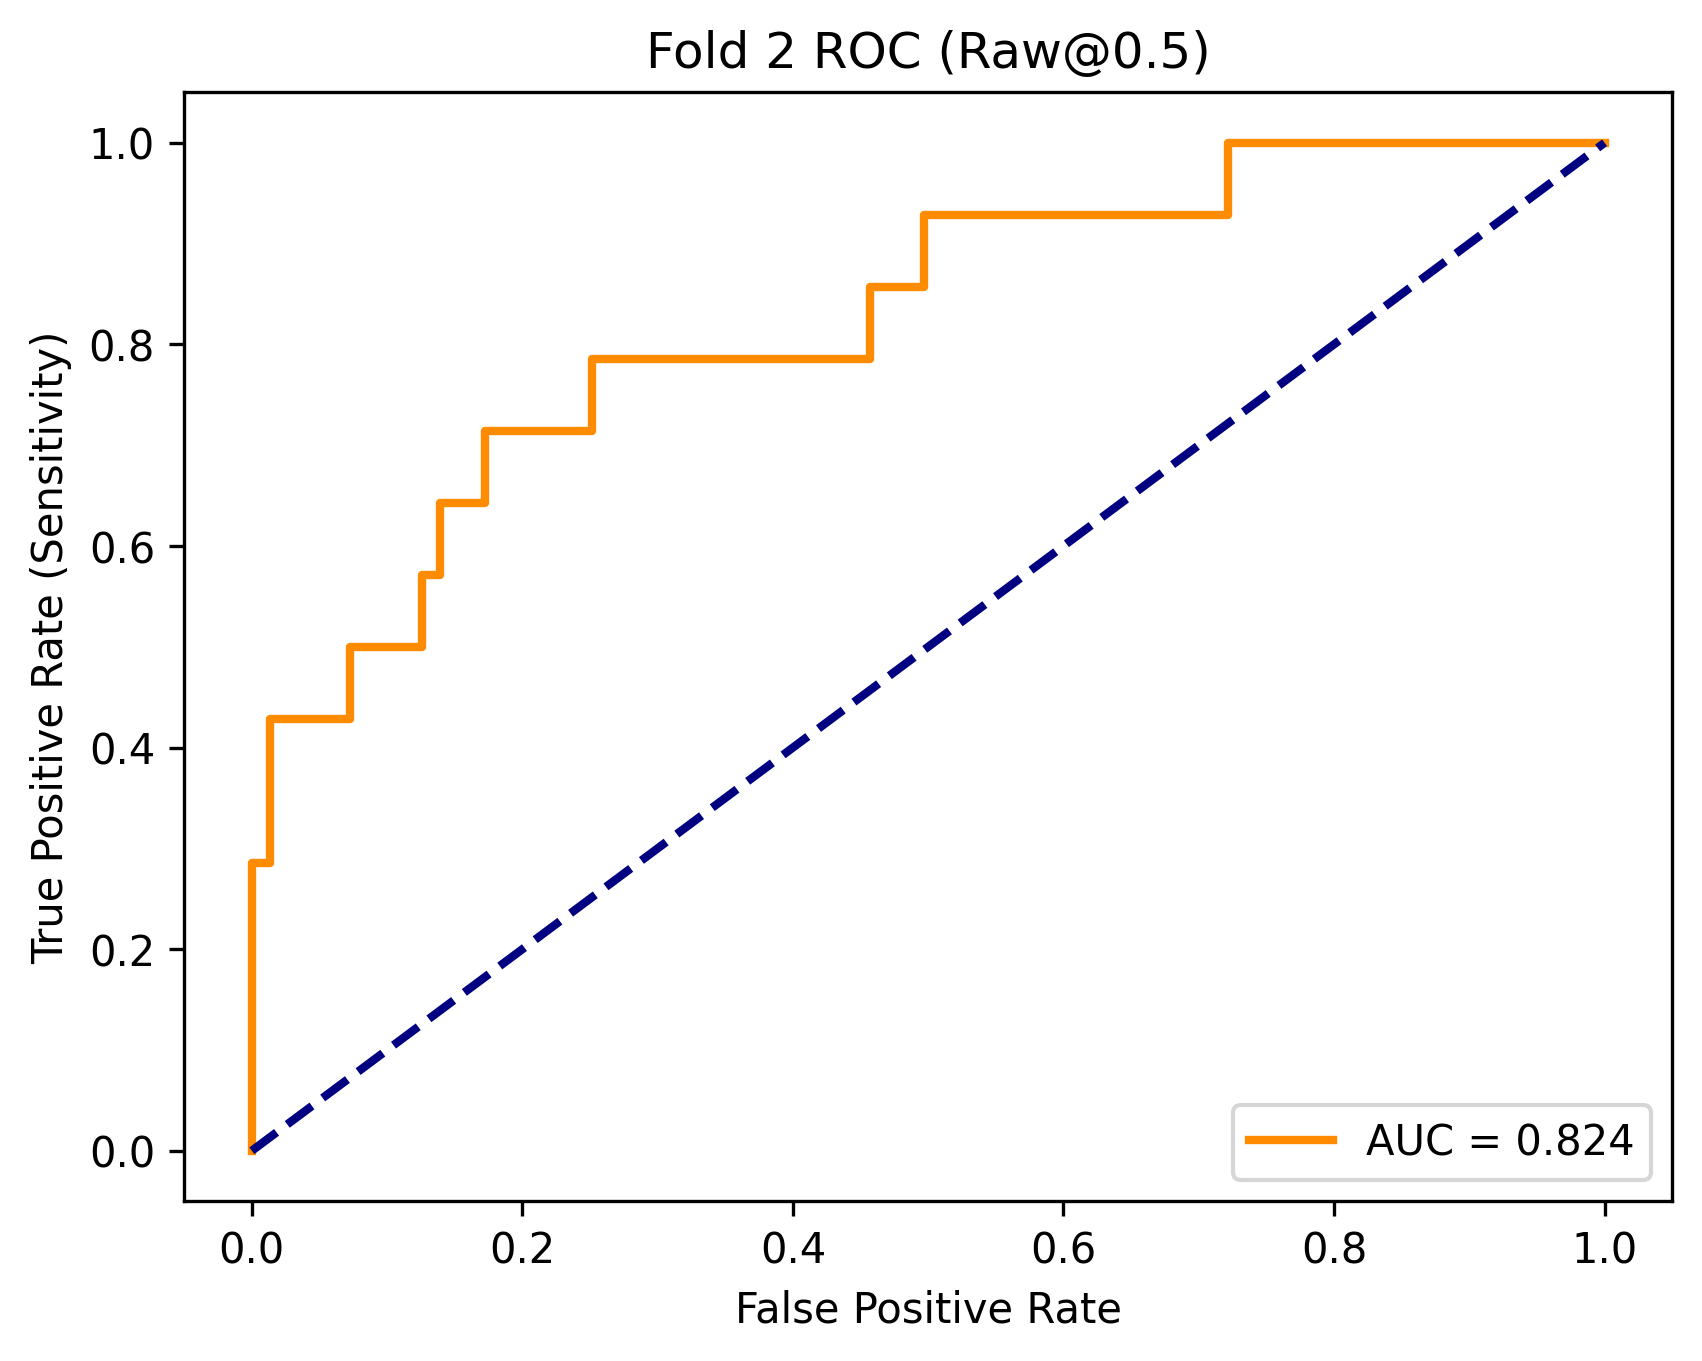 Fold 2 ROC (Raw@0.5)
True Positive Rate (Sensitivity)
1.0
0.8
0.6
0.4
0.2
0.0
AUC = 0.824
0.0 0.2 0.4 0.6 0.8 1.0
False Positive Rate